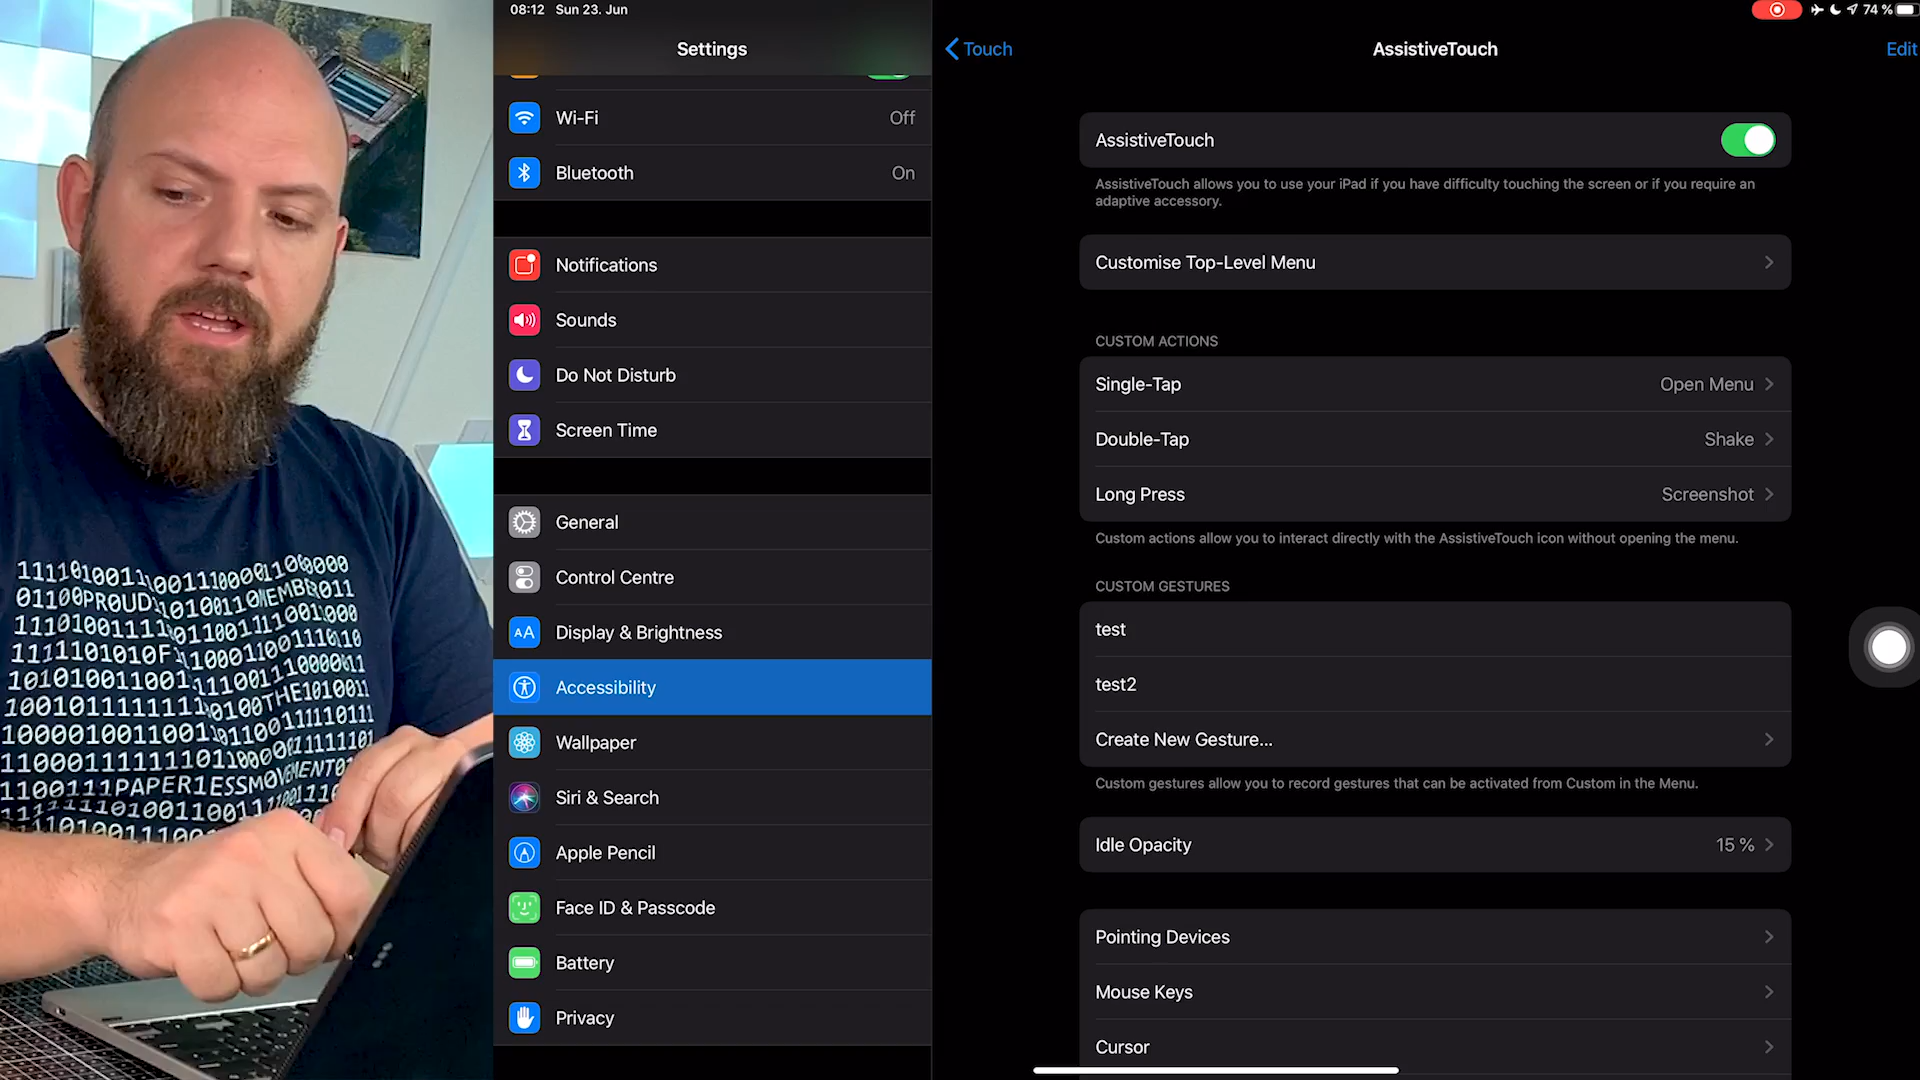 08:12 Sun 23. Jun
74 %
Settings
Wi-Fi Off
Bluetooth On
Notifications
Sounds
Do Not Disturb
Screen Time
General
Control Centre
AA
Display & Brightness
Accessibility
Wallpaper
Siri & Search
Apple Pencil
Face ID & Passcode
Battery
Privacy
Touch
AssistiveTouch
Edit
AssistiveTouch
AssistiveTouch allows you to use your iPad if you have difficulty touching the screen or if you require an
adaptive accessory.
Customise Top-Level Menu
CUSTOM ACTIONS
Single-Tap Open Menu
Double-Tap Shake
Long Press Screenshot
Custom actions allow you to interact directly with the AssistiveTouch icon without opening the menu.
CUSTOM GESTURES
test
test2
Create New Gesture...
Custom gestures allow you to record gestures that can be activated from Custom in the Menu.
Idle Opacity 15 %
Pointing Devices
Mouse Keys
Cursor